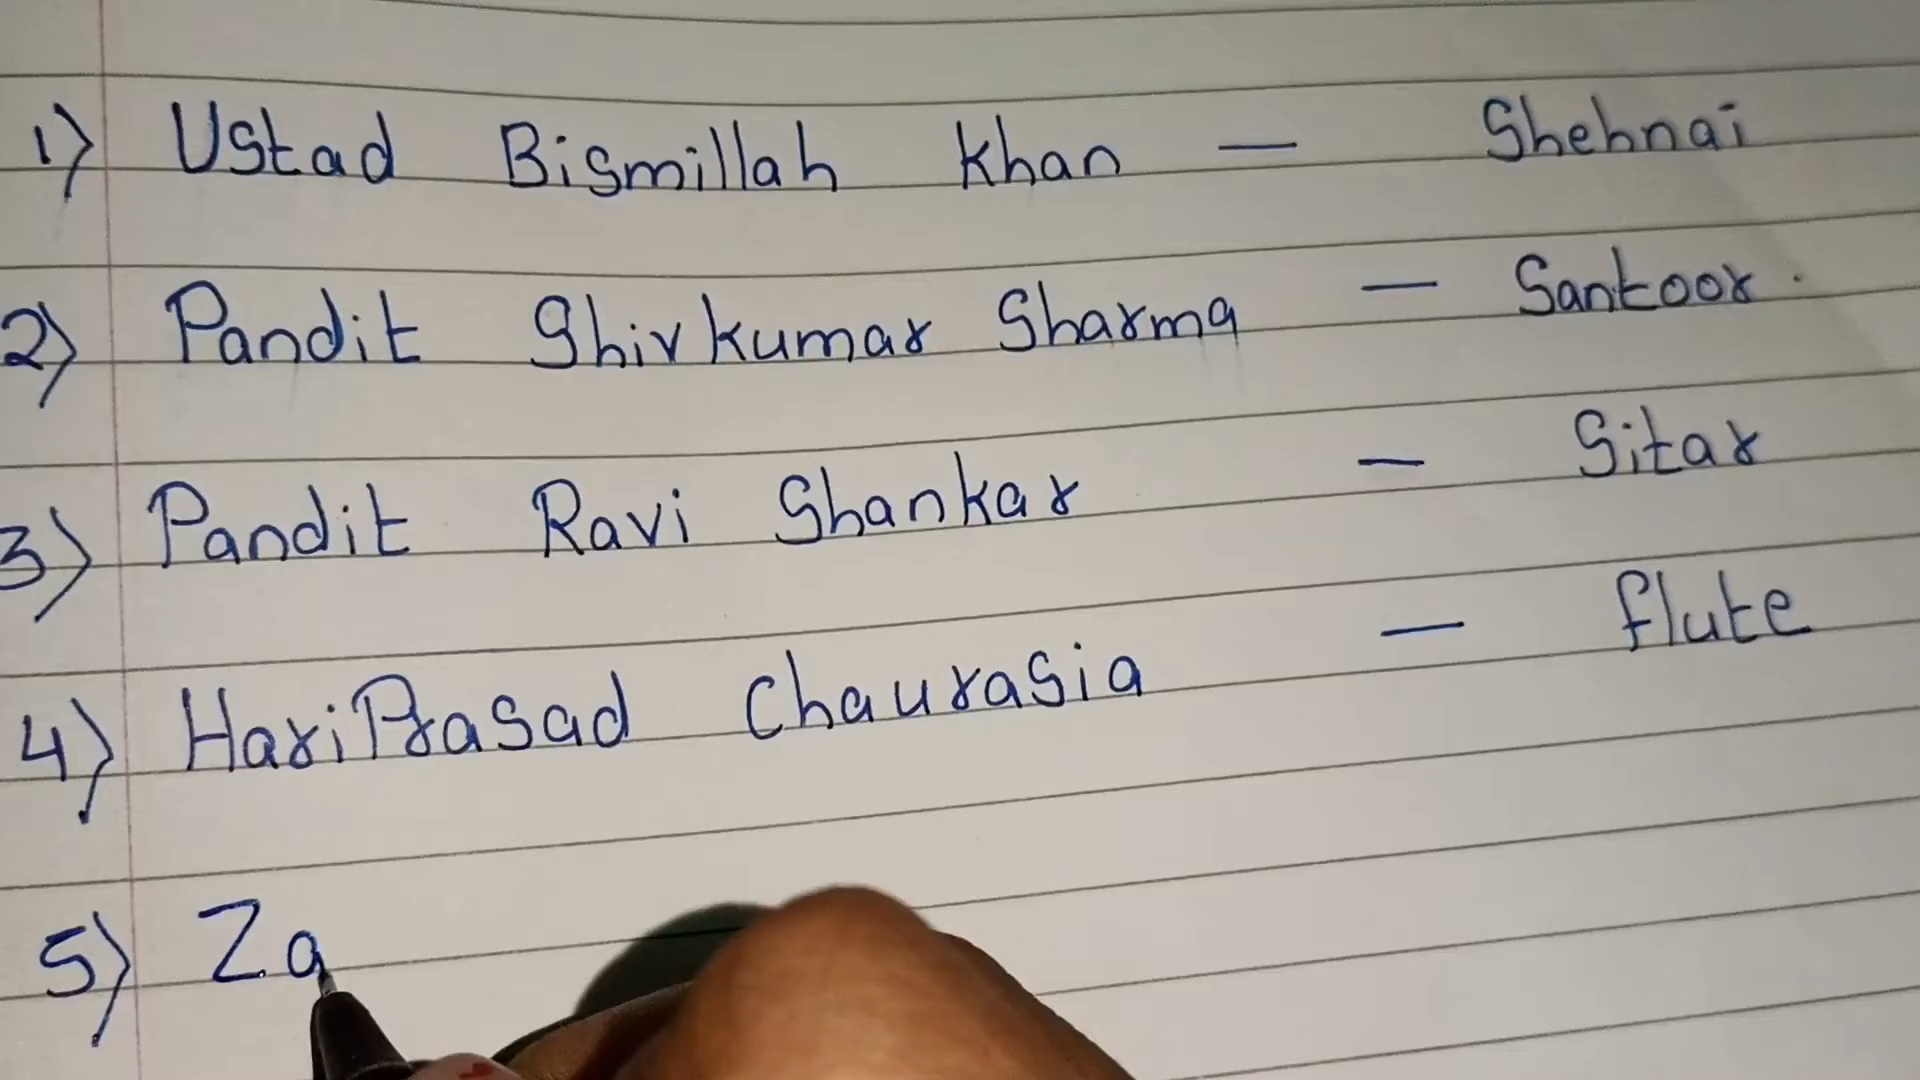 1) Ustad Bismillah Khan — Shehnai
2) Pandit Shivkumar Sharma — Santoor.
3) Pandit Ravi Shankar — Sitar
4) HariPrasad Chaurasia — flute
5) Za